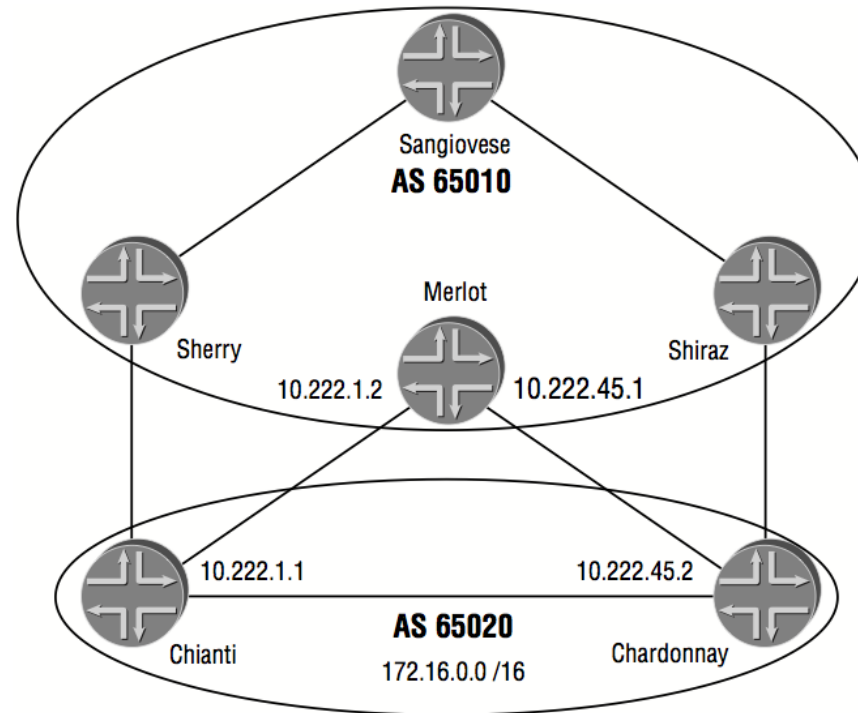 Sangiovese
AS 65010
Merlot
Sherry
Shiraz
10.222.1.2
10.222.45.1
10.222.1.1
10.222.45.2
AS 65020
Chianti
Chardonnay
172.16.0.0 /16